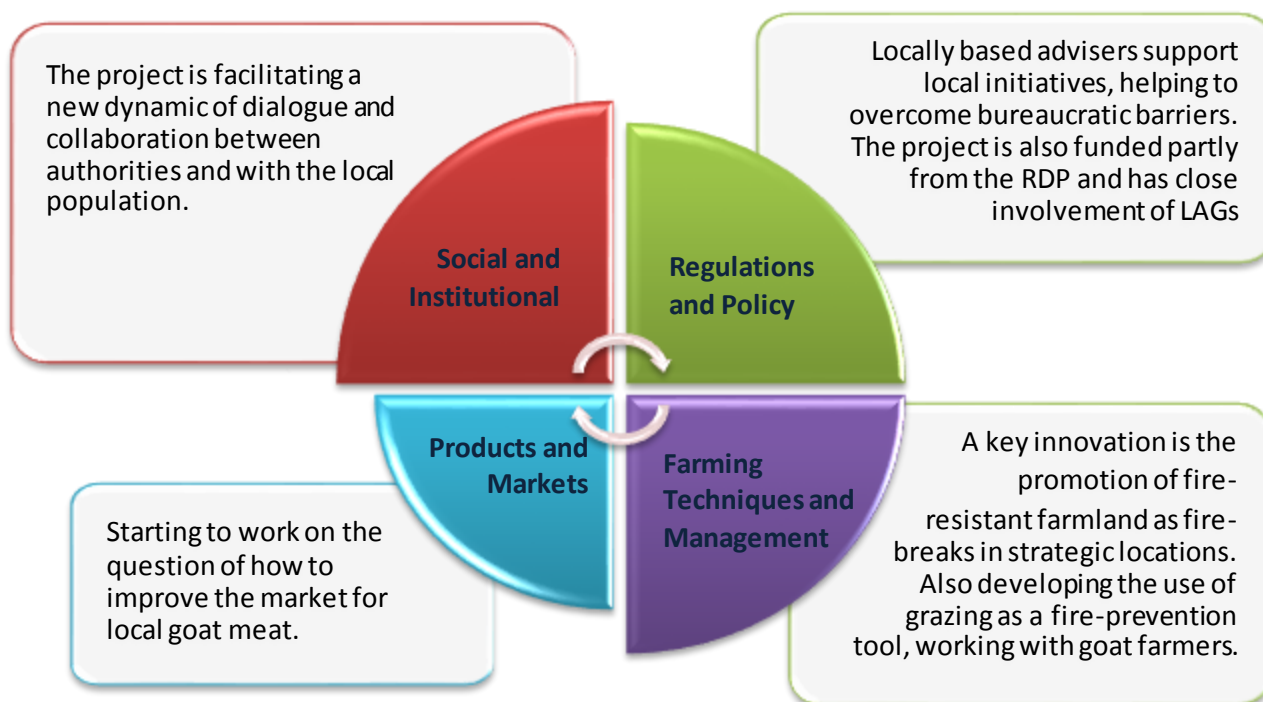 The project is facilitating a
new dynamic of dialogue and
collaboration between
authorities and with the local
population.
Locally based advisers support
local initiatives, helping to
overcome bureaucratic barriers.
The project is also funded partly
from the RDP and has close
involvement of LAGs
Social and
Institutional
Regulations
and Policy
Products and
Markets
Farming
Techniques and
Management
Starting to work on the
question of how to
improve the market for
local goat meat.
A key innovation is the
promotion of fire-
resistant farmland as fire-
breaks in strategic locations.
Also developing the use of
grazing as a fire-prevention
tool, working with goat farmers.